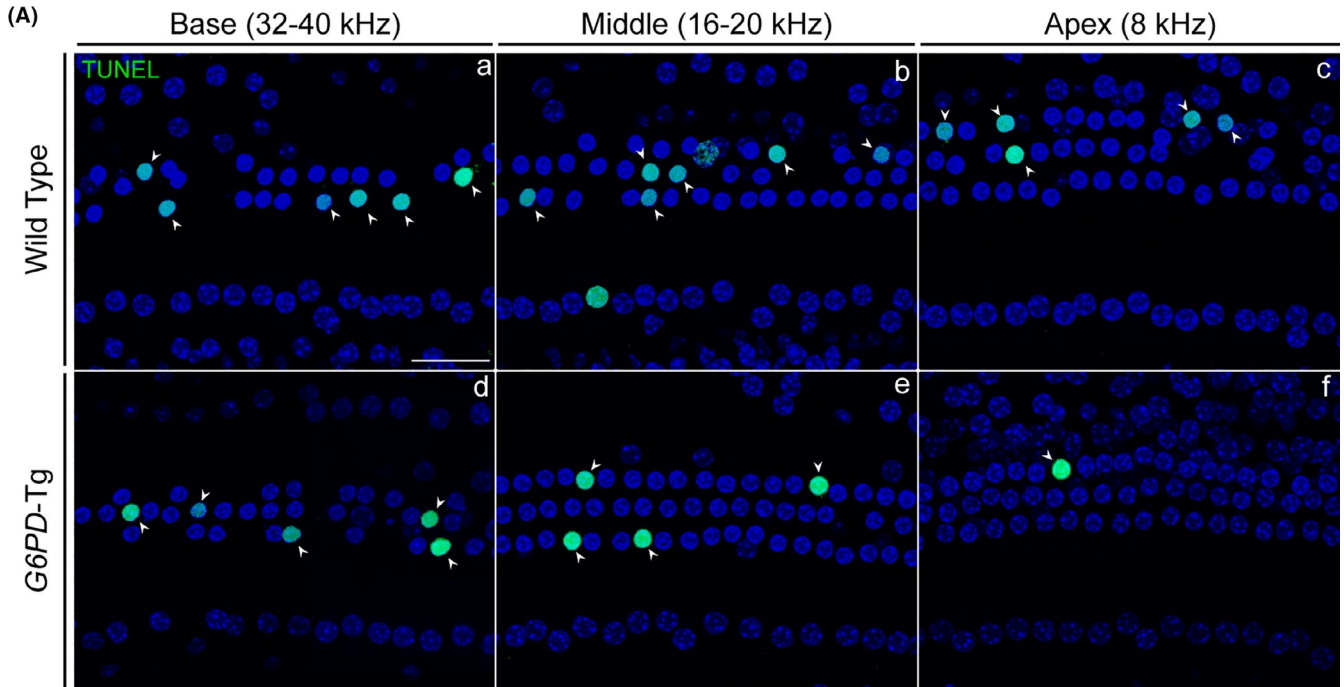 (A)
Base (32-40 kHz)
Middle (16-20 kHz)
Apex (8 kHz)
Wild Type
TUNEL
a
b
c
G6PD-Tg
d
e
f